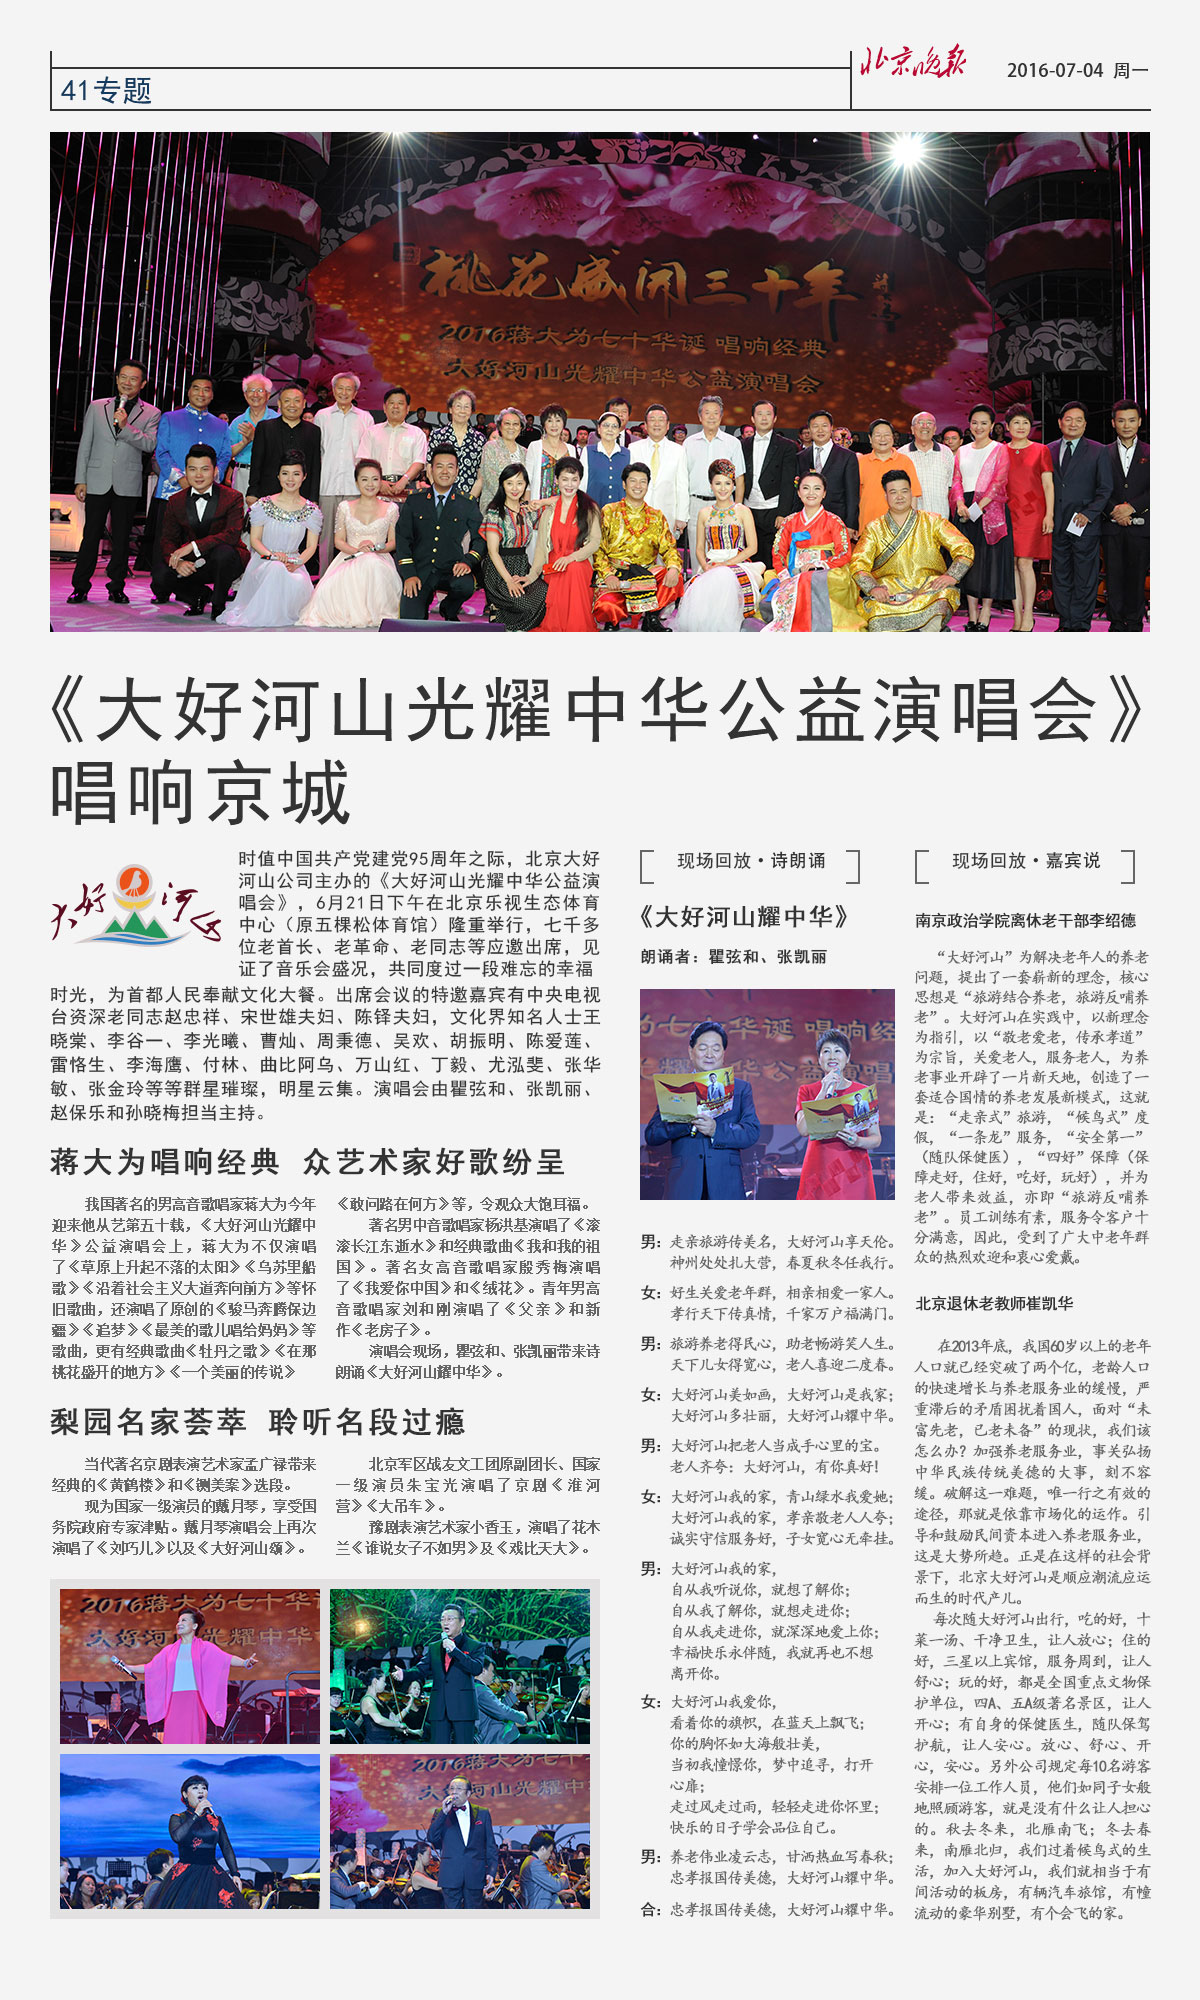 41专题
北京晚报
2016-07-04 周一
桃花盛开三十年
2016蒋大为七十华诞 唱响经典
大好河山光耀中华公益演唱会
《大好河山光耀中华公益演唱会》
唱响京城
大好河山
时值中国共产党建党95周年之际，北京大好
河山公司主办的《大好河山光耀中华公益演
唱会》，6月21日下午在北京乐视生态体育
中心（原五棵松体育馆）隆重举行，七千多
位老首长、老革命、老同志等应邀出席，见
证了音乐会盛况，共同度过一段难忘的幸福
时光，为首都人民奉献文化大餐。出席会议的特邀嘉宾有中央电视
台资深老同志赵忠祥、宋世雄夫妇、陈铎夫妇，文化界知名人士王
晓棠、李谷一、李光曦、曹灿、周秉德、吴欢、胡振明、陈爱莲、
雷恪生、李海鹰、付林、曲比阿乌、万山红、丁毅、尤泓斐、张华
敏、张金玲等等群星璀璨，明星云集。演唱会由瞿弦和、张凯丽、
赵保乐和孙晓梅担当主持。
蒋大为唱响经典 众艺术家好歌纷呈
我国著名的男高音歌唱家蒋大为今年
迎来他从艺第五十载，《大好河山光耀中
华》公益演唱会上，蒋大为不仅演唱
了《草原上升起不落的太阳》《乌苏里船
歌》《沿着社会主义大道奔向前方》等怀
旧歌曲，还演唱了原创的《骏马奔腾保边
疆》《追梦》《最美的歌儿唱给妈妈》等
歌曲，更有经典歌曲《牡丹之歌》《在那
桃花盛开的地方》《一个美丽的传说》
《敢问路在何方》等，令观众大饱耳福。
著名男中音歌唱家杨洪基演唱了《滚
滚长江东逝水》和经典歌曲《我和我的祖
国》。著名女高音歌唱家殷秀梅演唱
了《我爱你中国》和《绒花》。青年男高
音歌唱家刘和刚演唱了《父亲》和新
作《老房子》。
演唱会现场，瞿弦和、张凯丽带来诗
朗诵《大好河山耀中华》。
梨园名家荟萃 聆听名段过瘾
当代著名京剧表演艺术家孟广禄带来
经典的《黄鹤楼》和《铡美案》选段。
现为国家一级演员的戴月琴，享受国
务院政府专家津贴。戴月琴演唱会上再次
演唱了《刘巧儿》以及《大好河山颂》。
北京军区战友文工团原副团长、国家
一级演员朱宝光演唱了京剧《淮河
营》《大吊车》。
豫剧表演艺术家小香玉，演唱了花木
兰《谁说女子不如男》及《戏比天大》。
现场回放·诗朗诵
《大好河山耀中华》
朗诵者：瞿弦和、张凯丽
男：走亲旅游传美名，大好河山享天伦。
神州处处扎大营，春夏秋冬任我行。
女：好生关爱老年群，相亲相爱一家人。
孝行天下传真情，千家万户福满门。
男：旅游养老得民心，助老畅游笑人生。
天下儿女得宽心，老人喜迎二度春。
女：大好河山美如画，大好河山是我家；
大好河山多壮丽，大好河山耀中华。
男：大好河山把老人当成手心里的宝。
老人齐夸：大好河山，有你真好！
女：大好河山我的家，青山绿水我爱她；
大好河山我的家，孝亲敬老人人夸；
诚实守信服务好，子女宽心无牵挂。
男：大好河山我的家，
自从我听说你，就想了解你；
自从我了解你，就想走进你；
自从我走进你，就深深地爱上你；
幸福快乐永伴随，我就再也不想
离开你。
女：大好河山我爱你，
看着你的旗帜，在蓝天上飘飞；
你的胸怀如大海般壮美，
当初我憧憬你，梦中追寻，打开
心扉；
走过风走过雨，轻轻走进你怀里；
快乐的日子学会品位自己。
男：养老伟业凌云志，甘洒热血写春秋；
忠孝报国传美德，大好河山耀中华。
合：忠孝报国传美德，大好河山耀中华。
现场回放·嘉宾说
南京政治学院离休老干部李绍德
“大好河山”为解决老年人的养老
问题，提出了一套崭新的理念，核心
思想是“旅游结合养老，旅游反哺养
老”。大好河山在实践中，以新理念
为指引，以“敬老爱老，传承孝道”
为宗旨，关爱老人，服务老人，为养
老事业开辟了一片新天地，创造了一
套适合国情的养老发展新模式，这就
是：“走亲式”旅游，“候鸟式”度
假，“一条龙”服务，“安全第一”
（随队保健医），“四好”保障（保
障走好，住好，吃好，玩好），并为
老人带来效益，亦即“旅游反哺养
老”。员工训练有素，服务令客户十
分满意，因此，受到了广大中老年群
众的热烈欢迎和衷心爱戴。
北京退休老教师崔凯华
在2013年底，我国60岁以上的老年
人口就已经突破了两个亿，老龄人口
的快速增长与养老服务业的缓慢，严
重滞后的矛盾困扰着国人，面对“未
富先老，已老未备”的现状，我们该
怎么办？加强养老服务业，事关弘扬
中华民族传统美德的大事，刻不容
缓。破解这一难题，唯一行之有效的
途径，那就是依靠市场化的运作。引
导和鼓励民间资本进入养老服务业，
这是大势所趋。正是在这样的社会背
景下，北京大好河山是顺应潮流应运
而生的时代产儿。
每次随大好河山出行，吃的好，十
菜一汤、干净卫生，让人放心；住的
好，三星以上宾馆，服务周到，让人
舒心；玩的好，都是全国重点文物保
护单位，四A、五A级著名景区，让人
开心；有自身的保健医生，随队保驾
护航，让人安心。放心、舒心、开
心，安心。另外公司规定每10名游客
安排一位工作人员，他们如同子女般
地照顾游客，就是没有什么让人担心
的。秋去冬来，北雁南飞；冬去春
来，南雁北归，我们过着候鸟式的生
活，加入大好河山，我们就相当于有
间活动的板房，有辆汽车旅馆，有幢
流动的豪华别墅，有个会飞的家。